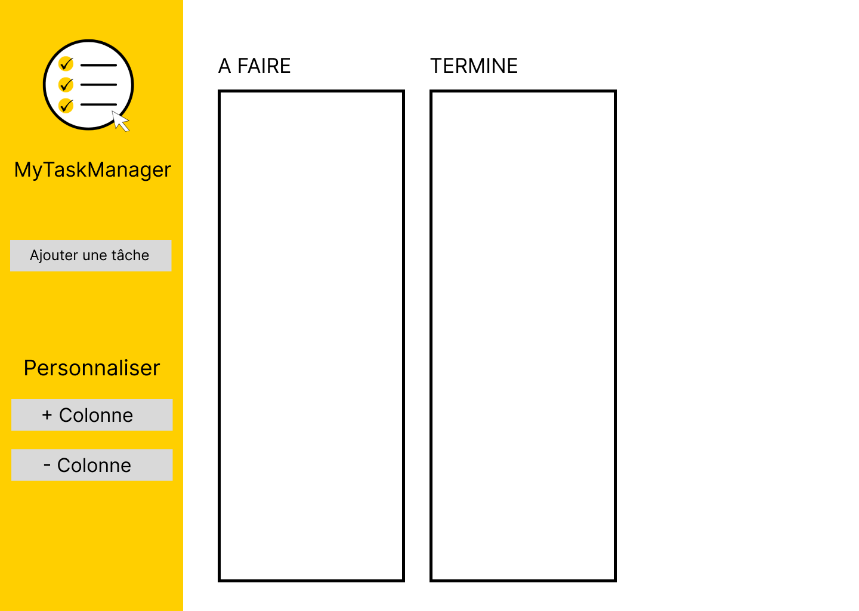 MyTaskManager
Ajouter une tâche
Personnaliser
+ Colonne
- Colonne
A FAIRE
TERMINE